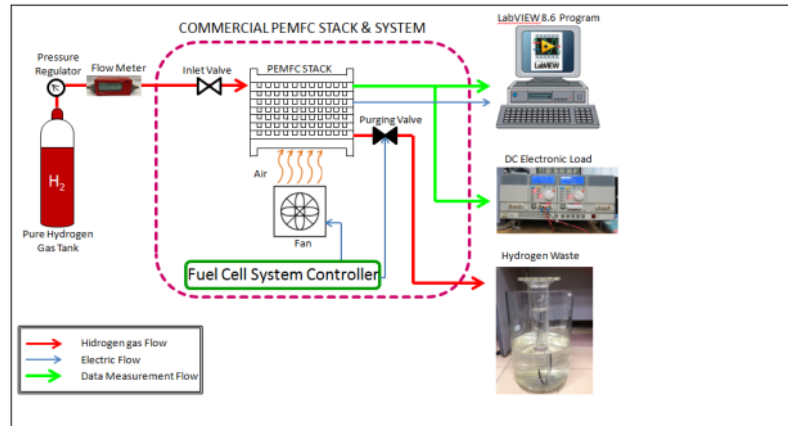 COMMERCIAL PEMFC STACK & SYSTEM
LabVIEW 8.6 Program
Pressure
Regulator
Flow Meter
Inlet Valve
PEMFC STACK
LabVIEW
Purging Valve
H2
Air
DC Electronic Load
Pure Hydrogen
Gas Tank
Fan
Hydrogen Waste
Fuel Cell System Controller
Hidrogen gas Flow
Electric Flow
Data Measurement Flow